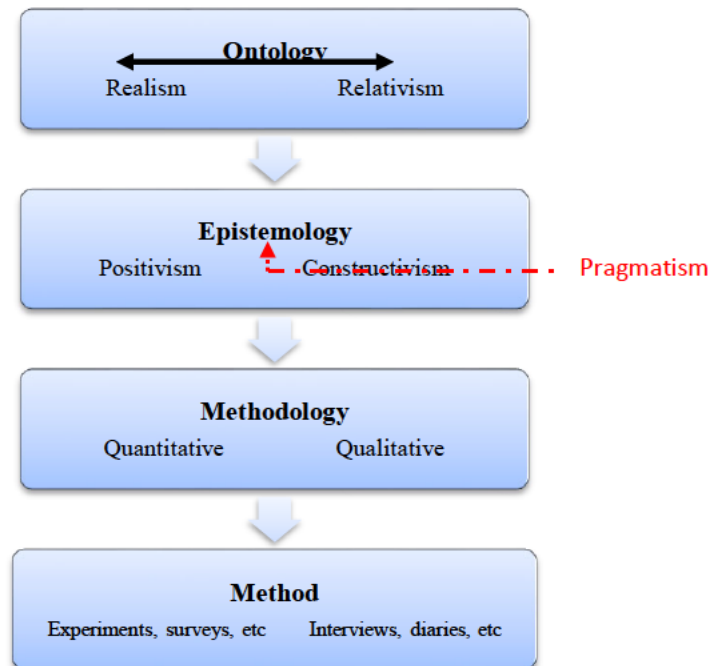 Ontology
Realism Relativism
Epistemology
Positivism Constructivism Pragmatism
Methodology
Quantitative Qualitative
Method
Experiments, surveys, etc Interviews, diaries, etc